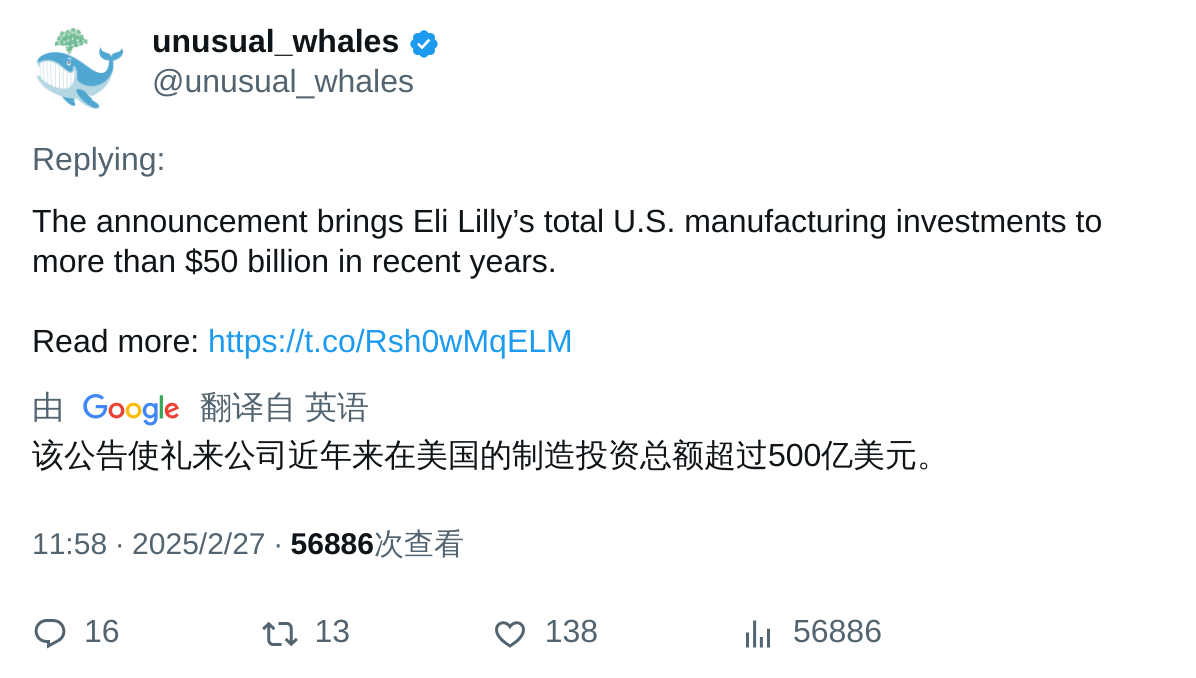 unusual_whales
@unusual_whales
Replying:
The announcement brings Eli Lilly’s total U.S. manufacturing investments to
more than $50 billion in recent years.
Read more: https://t.co/Rsh0wMqELM
由 Google 翻译自 英语
该公告使礼来公司近年来在美国的制造投资总额超过500亿美元。
11:58 · 2025/2/27 · 56886次查看
16 13 138 56886